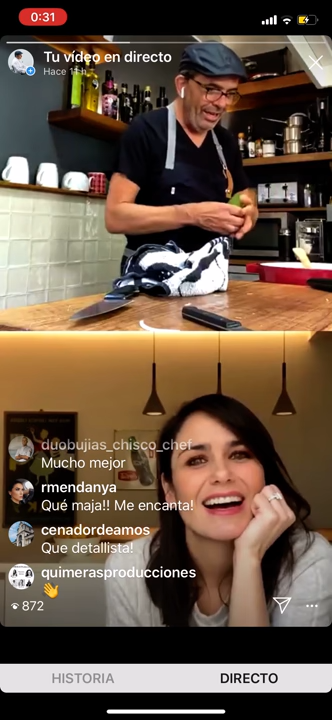 0:31
Tu vídeo en directo
Hace 11 h
duobujias_chisco_chef
Mucho mejor
rmendanya
Qué maja!! Me encanta!
cenadordeamos
Que detallista!
quimerasproducciones
👋
872
HISTORIA
DIRECTO